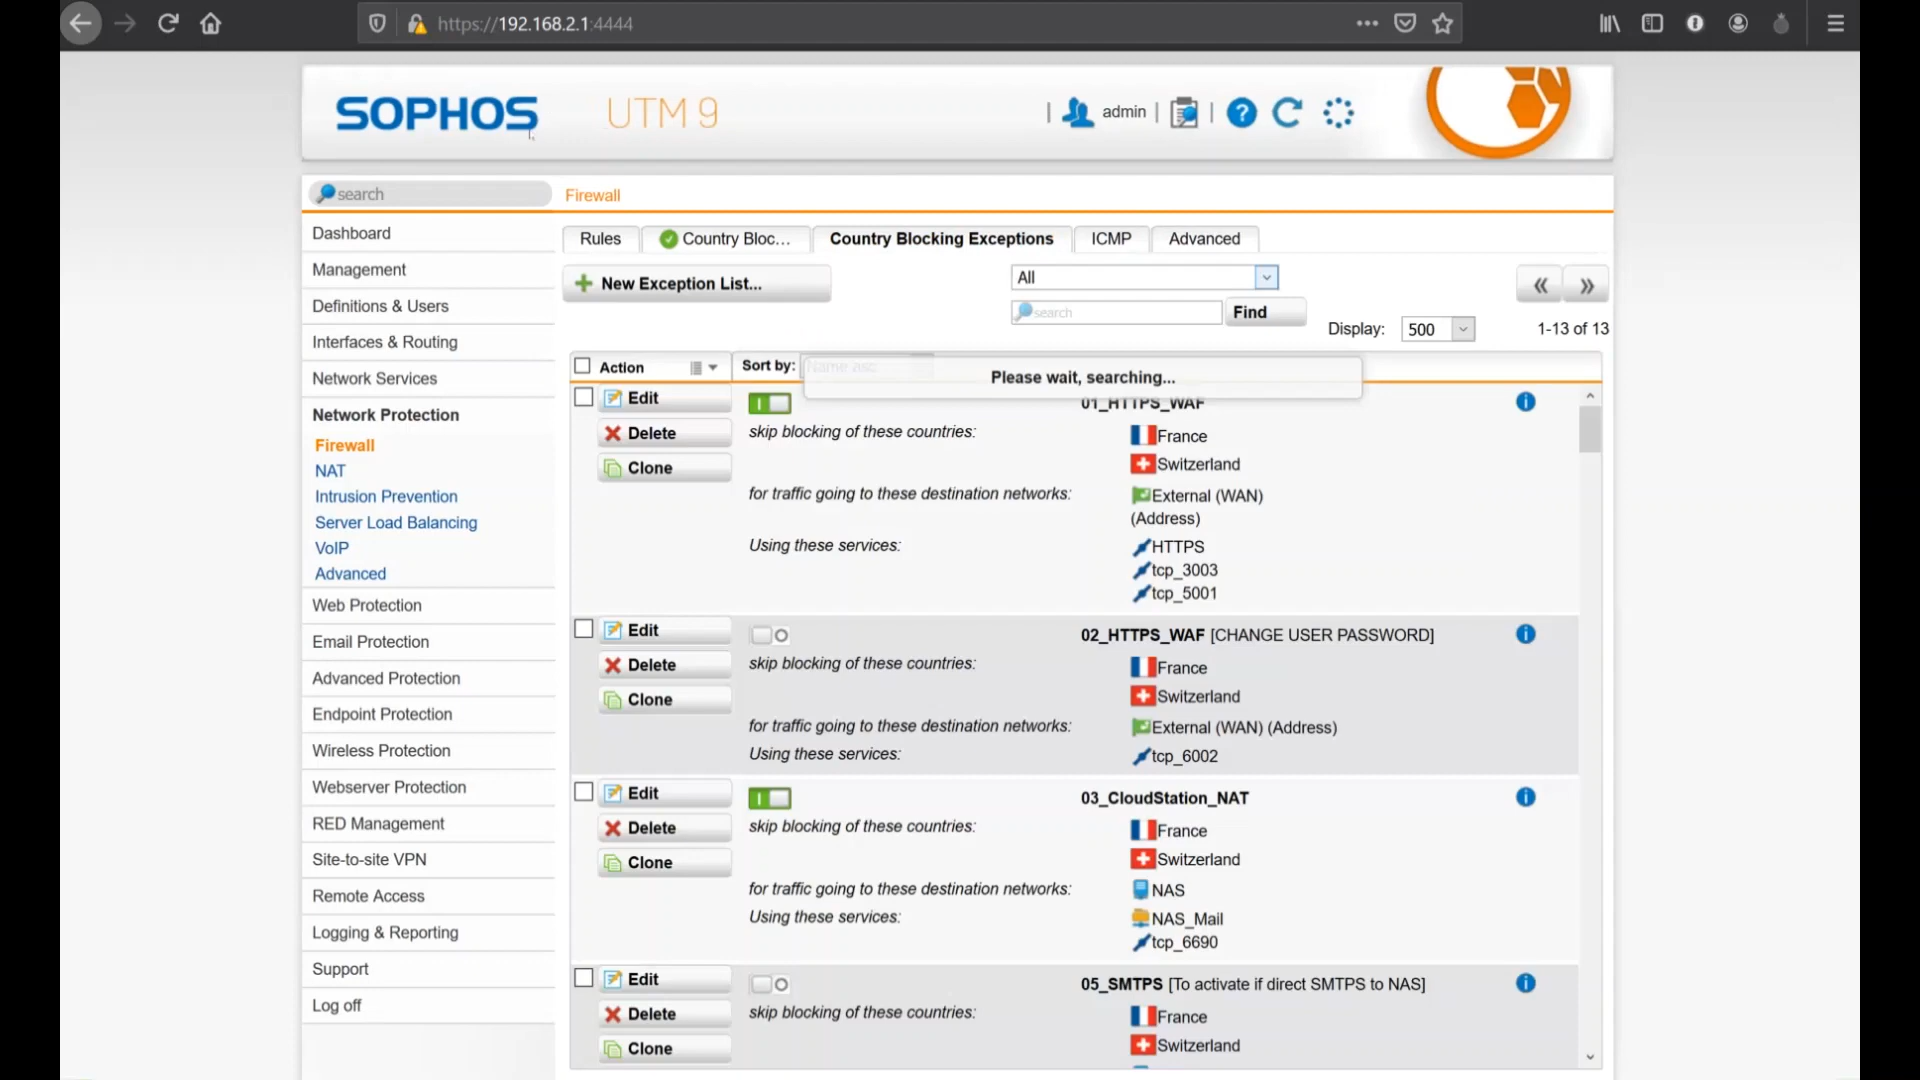 https://192.168.2.1:4444
SOPHOS UTM 9
admin
search
Firewall
Dashboard
Management
Definitions & Users
Interfaces & Routing
Network Services
Network Protection
Firewall
NAT
Intrusion Prevention
Server Load Balancing
VoIP
Advanced
Web Protection
Email Protection
Advanced Protection
Endpoint Protection
Wireless Protection
Webserver Protection
RED Management
Site-to-site VPN
Remote Access
Logging & Reporting
Support
Log off
Rules Country Bloc... Country Blocking Exceptions ICMP Advanced
New Exception List...
All
search Find
Display: 500 1-13 of 13
Action Sort by: Name asc
Please wait, searching...
Edit 01_HTTPS_WAF
Delete skip blocking of these countries: France
Clone Switzerland
for traffic going to these destination networks: External (WAN)
(Address)
Using these services: HTTPS
tcp_3003
tcp_5001
Edit 02_HTTPS_WAF [CHANGE USER PASSWORD]
Delete skip blocking of these countries: France
Clone Switzerland
for traffic going to these destination networks: External (WAN) (Address)
Using these services: tcp_6002
Edit 03_CloudStation_NAT
Delete skip blocking of these countries: France
Clone Switzerland
for traffic going to these destination networks: NAS
Using these services: NAS_Mail
tcp_6690
Edit 05_SMTPS [To activate if direct SMTPS to NAS]
Delete skip blocking of these countries: France
Clone Switzerland